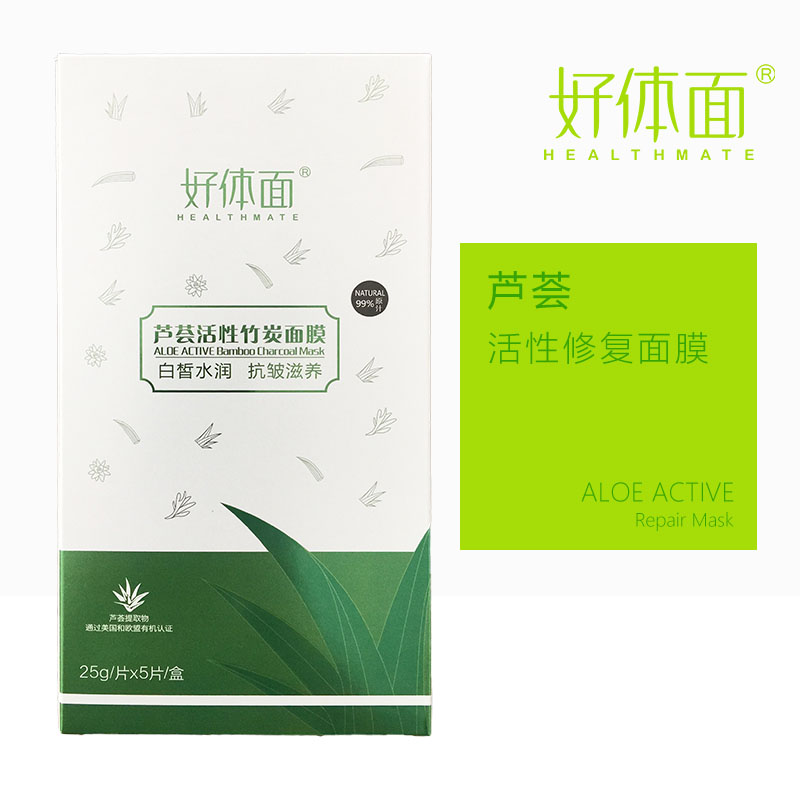 好体面®
HEALTHMATE
NATURAL
99%原汁
芦荟活性竹炭面膜
ALOE ACTIVE Bamboo Charcoal Mask
白皙水润 抗皱滋养
芦荟提取物
通过美国和欧盟有机认证
25g/片x5片/盒
好体面®
HEALTHMATE
芦荟
活性修复面膜
ALOE ACTIVE
Repair Mask